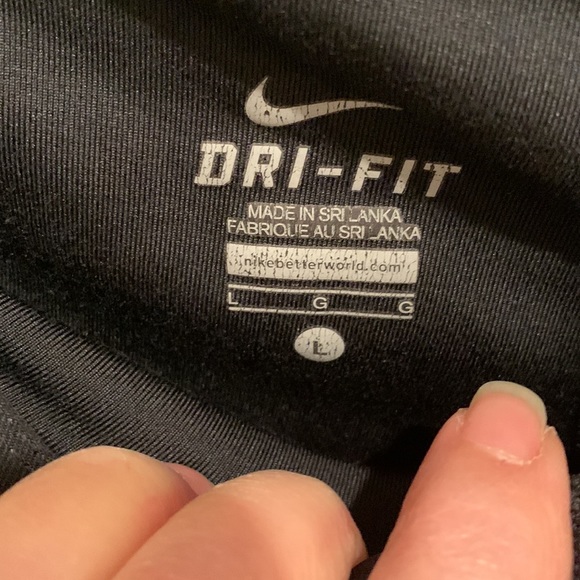 DRI-FIT
MADE IN SRI LANKA
FABRIQUE AU SRI LANKA
nikebetterworld.com
L G G
L